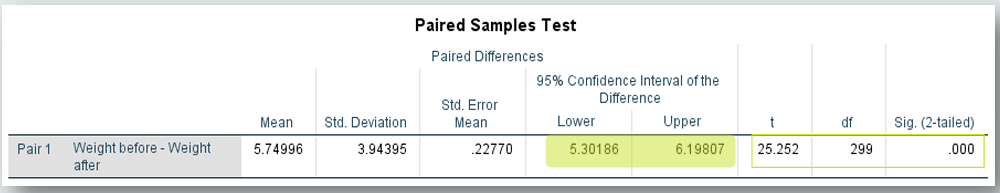 Paired Samples Test
Paired Differences
95% Confidence Interval of the
Difference
Std. Error
Mean
Mean Std. Deviation Lower Upper t df Sig. (2-tailed)
Pair 1 Weight before - Weight
after
5.74996 3.94395 .22770 5.30186 6.19807 25.252 299 .000